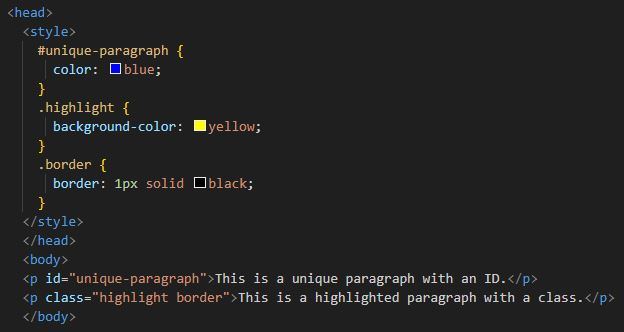 <head>
<style>
#unique-paragraph {
color: blue;
}
.highlight {
background-color: yellow;
}
.border {
border: 1px solid black;
}
</style>
</head>
<body>
<p id="unique-paragraph">This is a unique paragraph with an ID.</p>
<p class="highlight border">This is a highlighted paragraph with a class.</p>
</body>